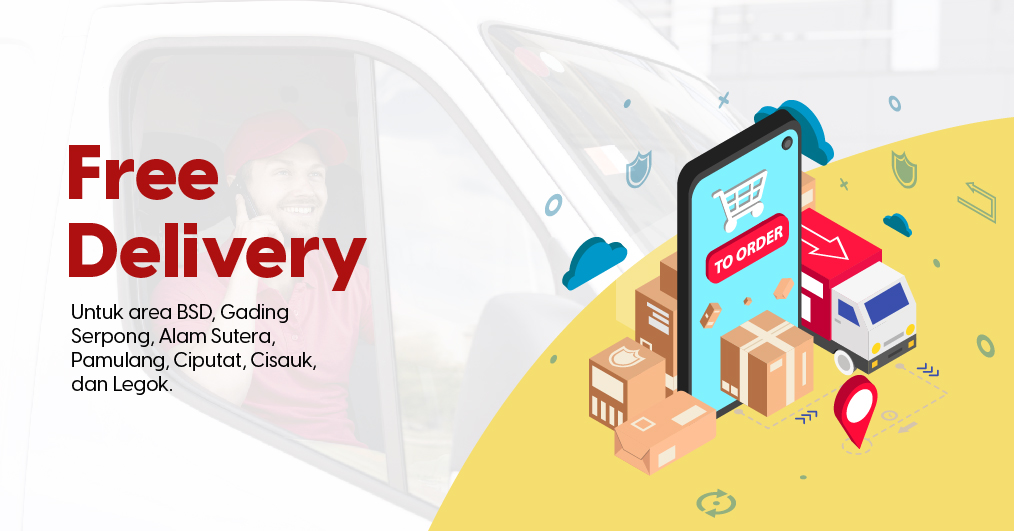 Free
Delivery
Untuk area BSD, Gading
Serpong, Alam Sutera,
Pamulang, Ciputat, Cisauk,
dan Legok.
TO ORDER